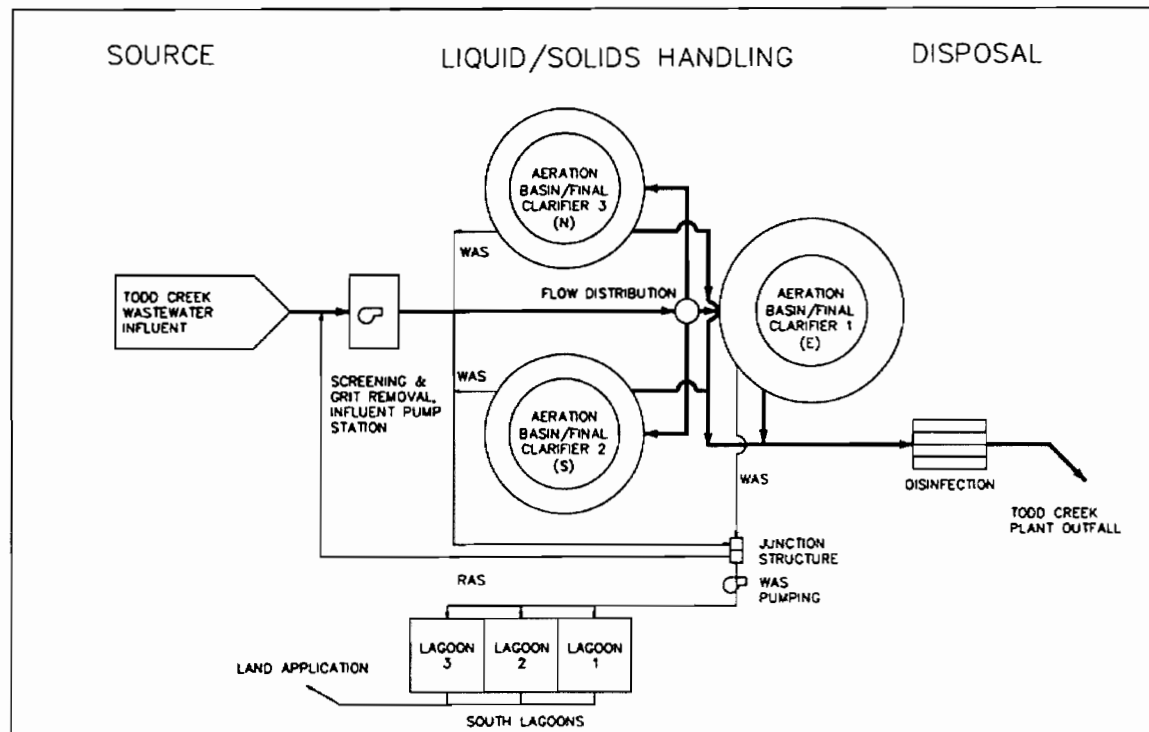 SOURCE
LIQUID/SOLIDS HANDLING
DISPOSAL
AERATION
BASIN/FINAL
CLARIFIER 3
(N)
WAS
FLOW DISTRIBUTION
TODD CREEK
WASTEWATER
INFLUENT
AERATION
BASIN/FINAL
CLARIFIER 1
(E)
SCREENING &
GRIT REMOVAL,
INFLUENT PUMP
STATION
WAS
AERATION
BASIN/FINAL
CLARIFIER 2
(S)
WAS
DISINFECTION
TODD CREEK
PLANT OUTFALL
JUNCTION
STRUCTURE
RAS
WAS
PUMPING
LAGOON
3
LAGOON
2
LAGOON
1
LAND APPLICATION
SOUTH LAGOONS